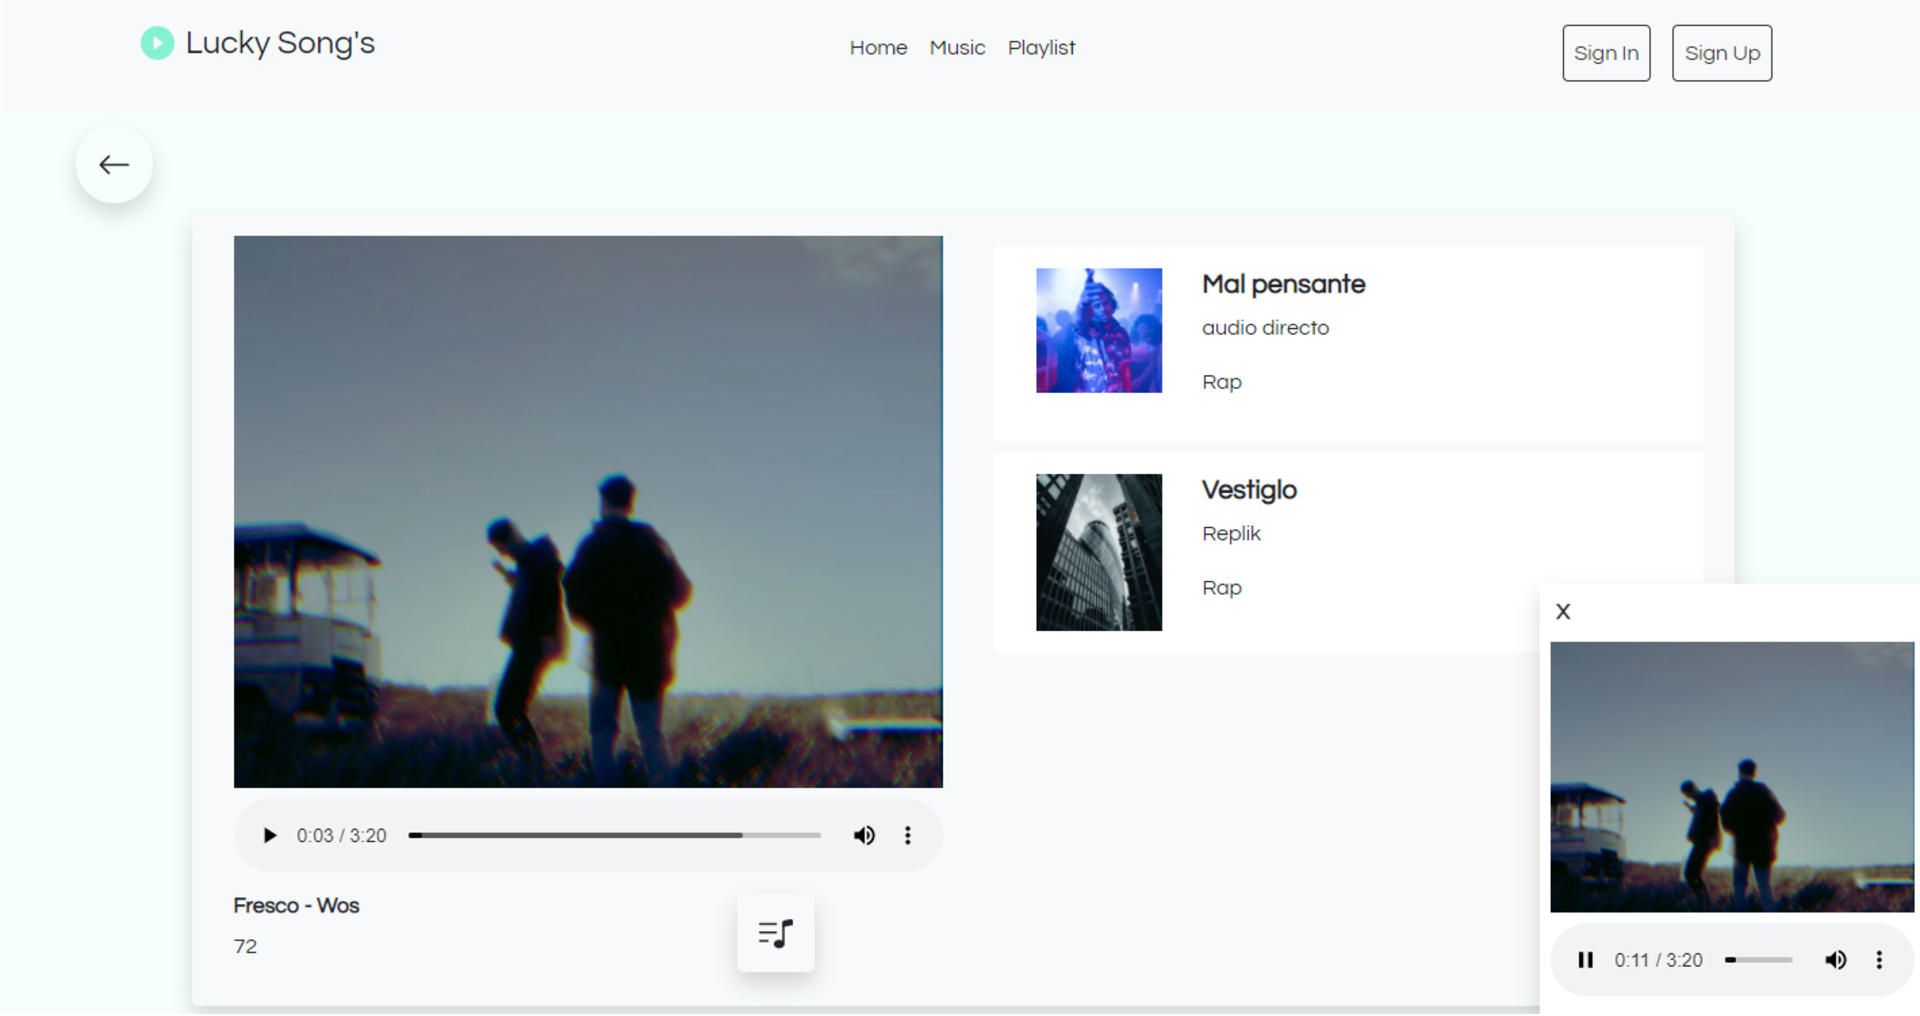 Lucky Song's
Home Music Playlist
Sign In Sign Up
Mal pensante
audio directo
Rap
Vestiglo
Replik
Rap
0:03 / 3:20
Fresco - Wos
72
X
0:11 / 3:20